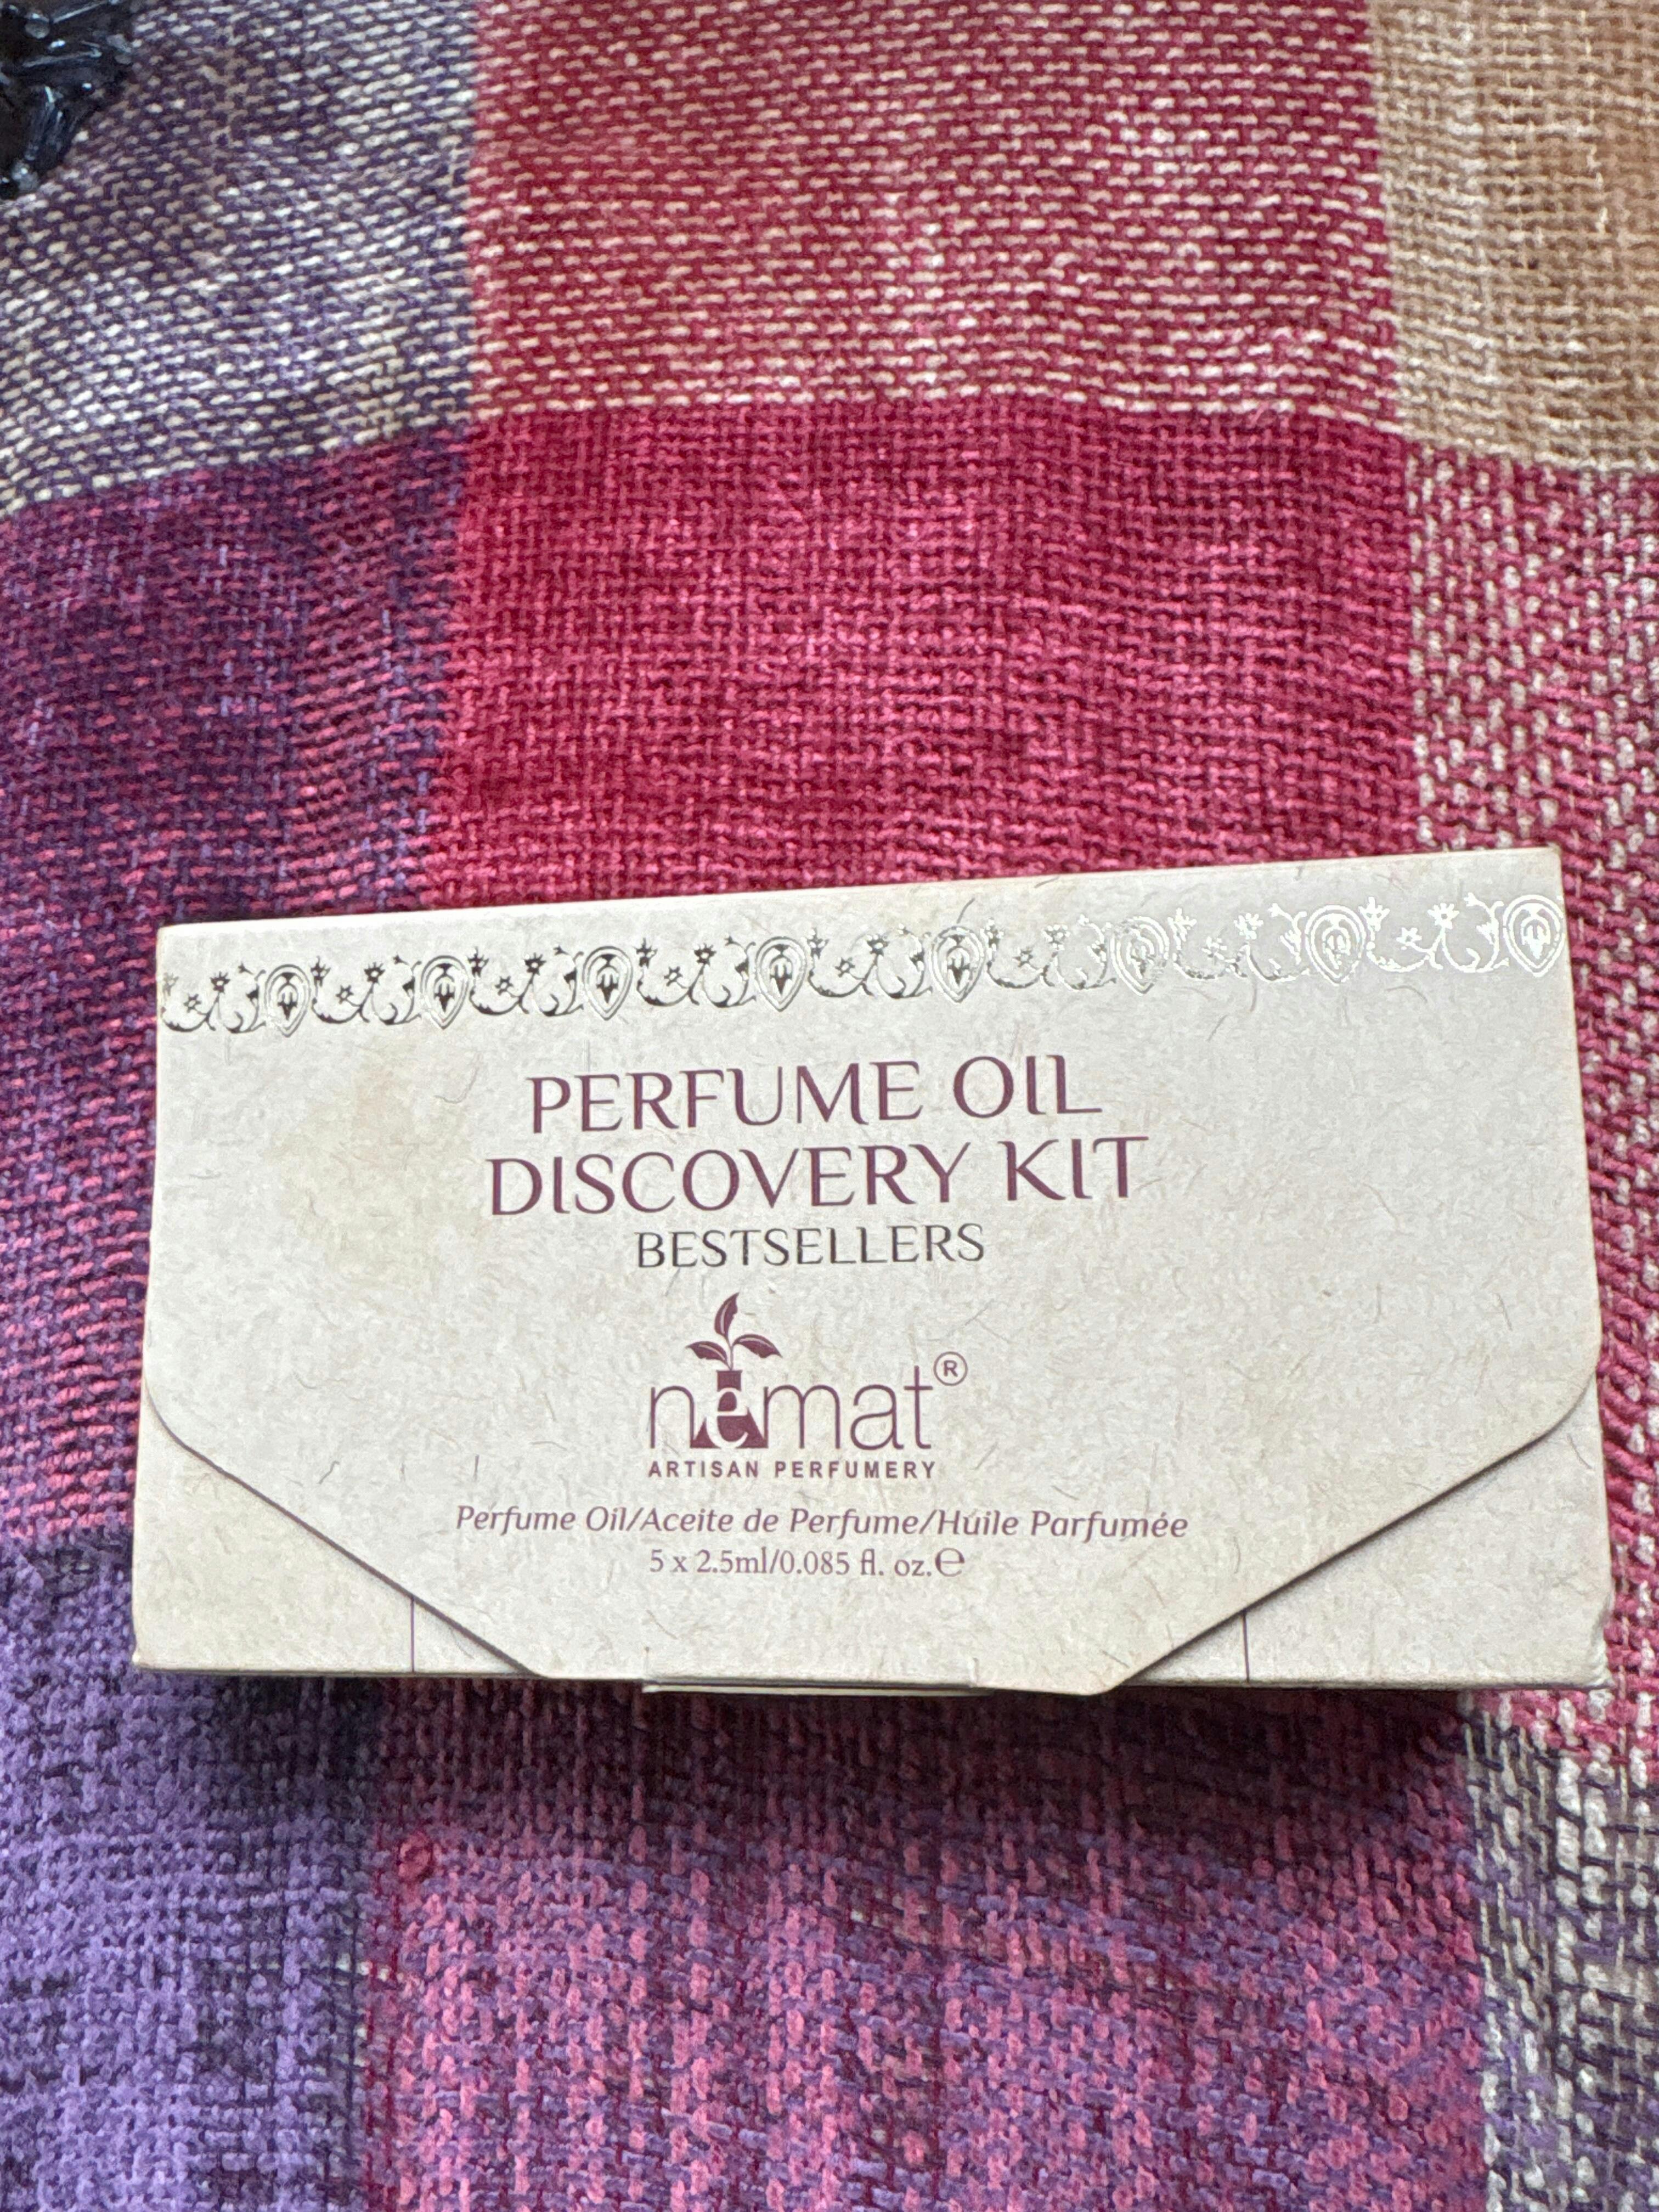 PERFUME OIL
DISCOVERY KIT
BESTSELLERS
nemat®
ARTISAN PERFUMERY
Perfume Oil/Aceite de Perfume/Húile Parfumée
5 x 2.5ml/0.085 fl. oz.℮